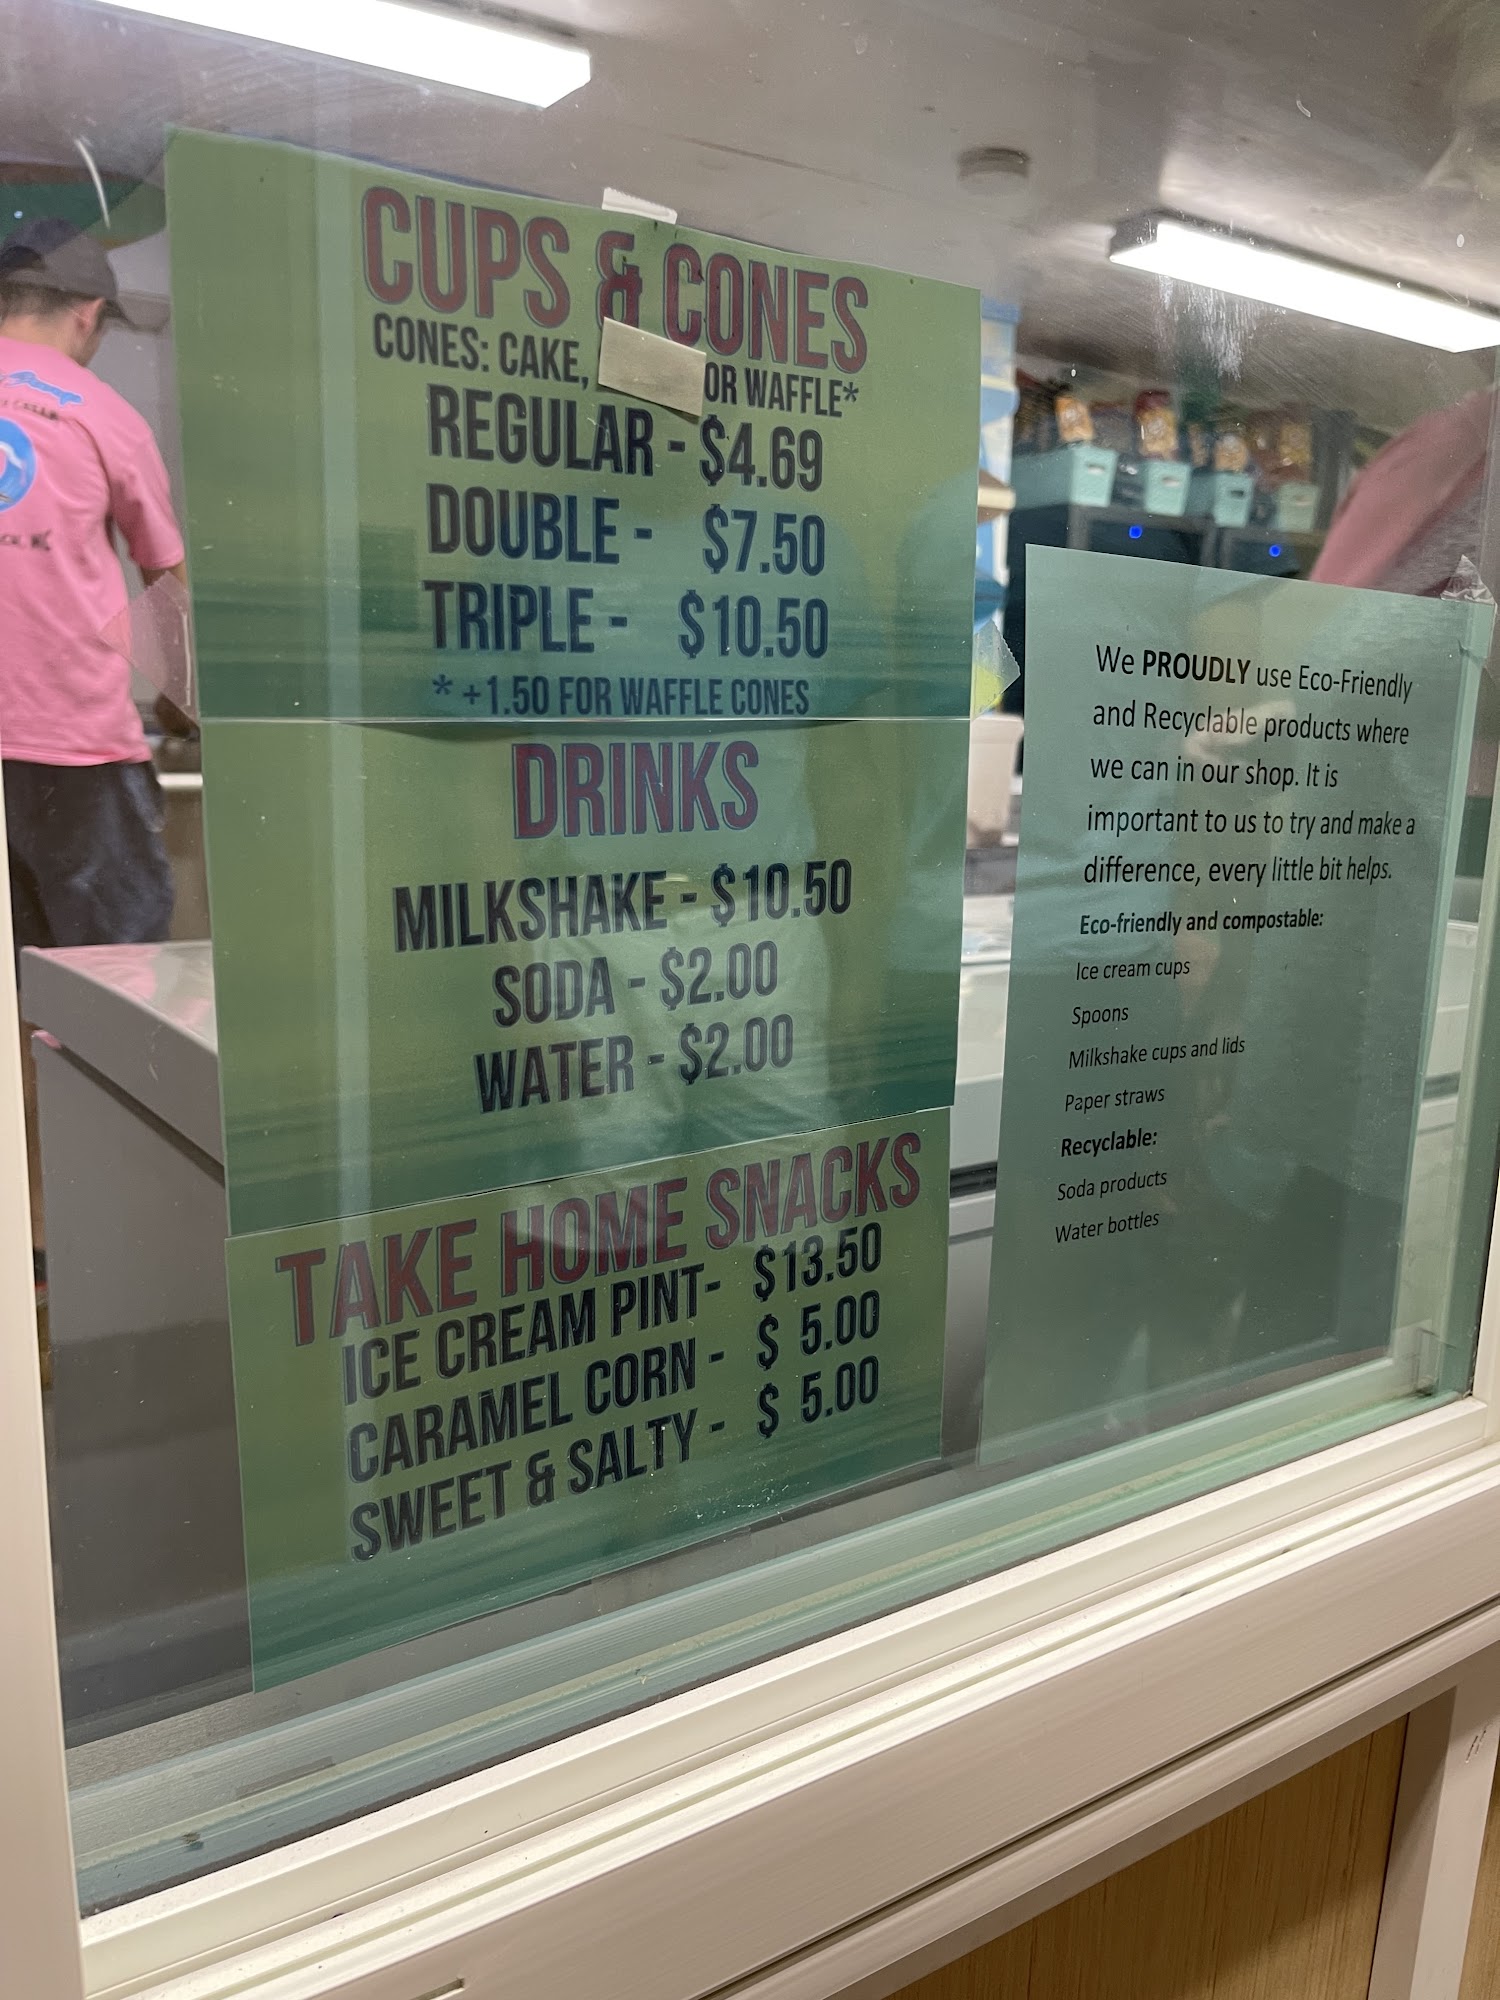 CUPS & CONES
CONES: CAKE, OR WAFFLE*
REGULAR - $4.69
DOUBLE - $7.50
TRIPLE - $10.50
* +1.50 FOR WAFFLE CONES
DRINKS
MILKSHAKE - $10.50
SODA - $2.00
WATER - $2.00
TAKE HOME SNACKS
ICE CREAM PINT- $13.50
CARAMEL CORN - $ 5.00
SWEET & SALTY - $ 5.00
We PROUDLY use Eco-Friendly
and Recyclable products where
we can in our shop. It is
important to us to try and make a
difference, every little bit helps.
Eco-friendly and compostable:
Ice cream cups
Spoons
Milkshake cups and lids
Paper straws
Recyclable:
Soda products
Water bottles